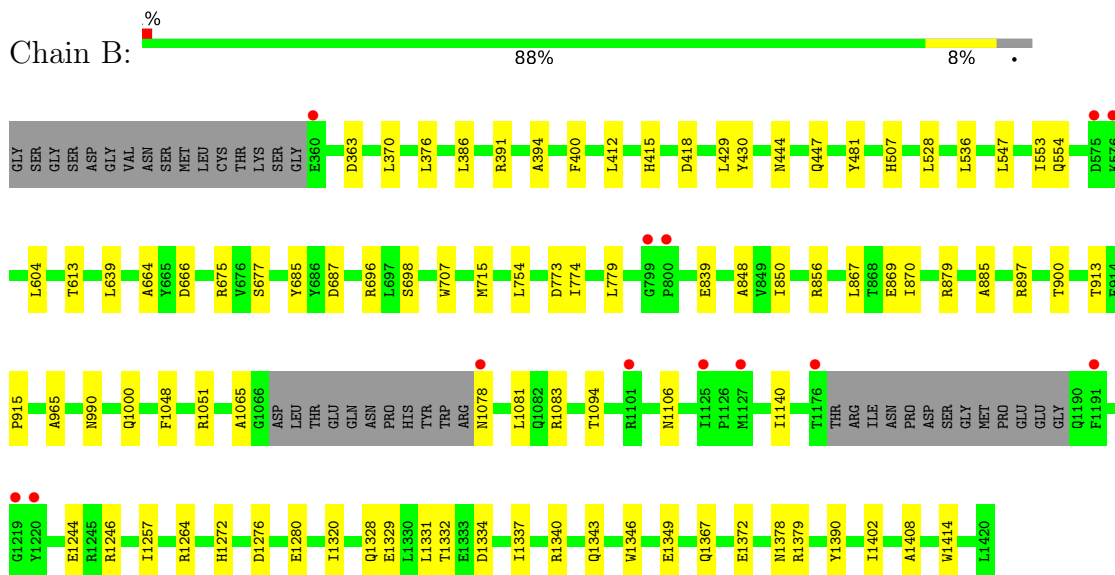 .%
Chain B:
88% 8% •
GLY SER GLY SER ASP GLY VAL ASN SER MET LEU CYS THR LYS SER GLY E360 D363 L370 L376 L386 R391 A394 F400 L412 H415 D418 L429 Y430 N444 Q447 Y481 H507 L528 L536 L547 I553 Q554 D575 K576
L604 T613 L639 A664 Y665 D666 R675 V676 S677 Y685 Y686 D687 R696 L697 S698 W707 M715 L754 D773 I774 L779 G799 P800 E839 A848 V849 I850 R856 L867 T868 E869 I870 R879 A885 R897 T900 T913 E914
P915 A965 N990 Q1000 F1048 R1051 A1065 G1066 ASP LEU THR GLU GLN ASN PRO HIS TYR TRP ARG N1078 L1081 Q1082 R1083 T1094 R1101 N1106 I1125 P1126 M1127 I1140 T1176 THR ARG ILE ASN PRO ASP SER GLY MET PRO GLU GLU GLY Q1190 F1191
G1219 Y1220 E1244 R1245 R1246 I1257 R1264 H1272 D1276 E1280 I1320 Q1328 E1329 L1330 L1331 T1332 E1333 D1334 I1337 R1340 Q1343 W1346 E1349 Q1367 E1372 N1378 R1379 Y1390 I1402 A1408 W1414 L1420